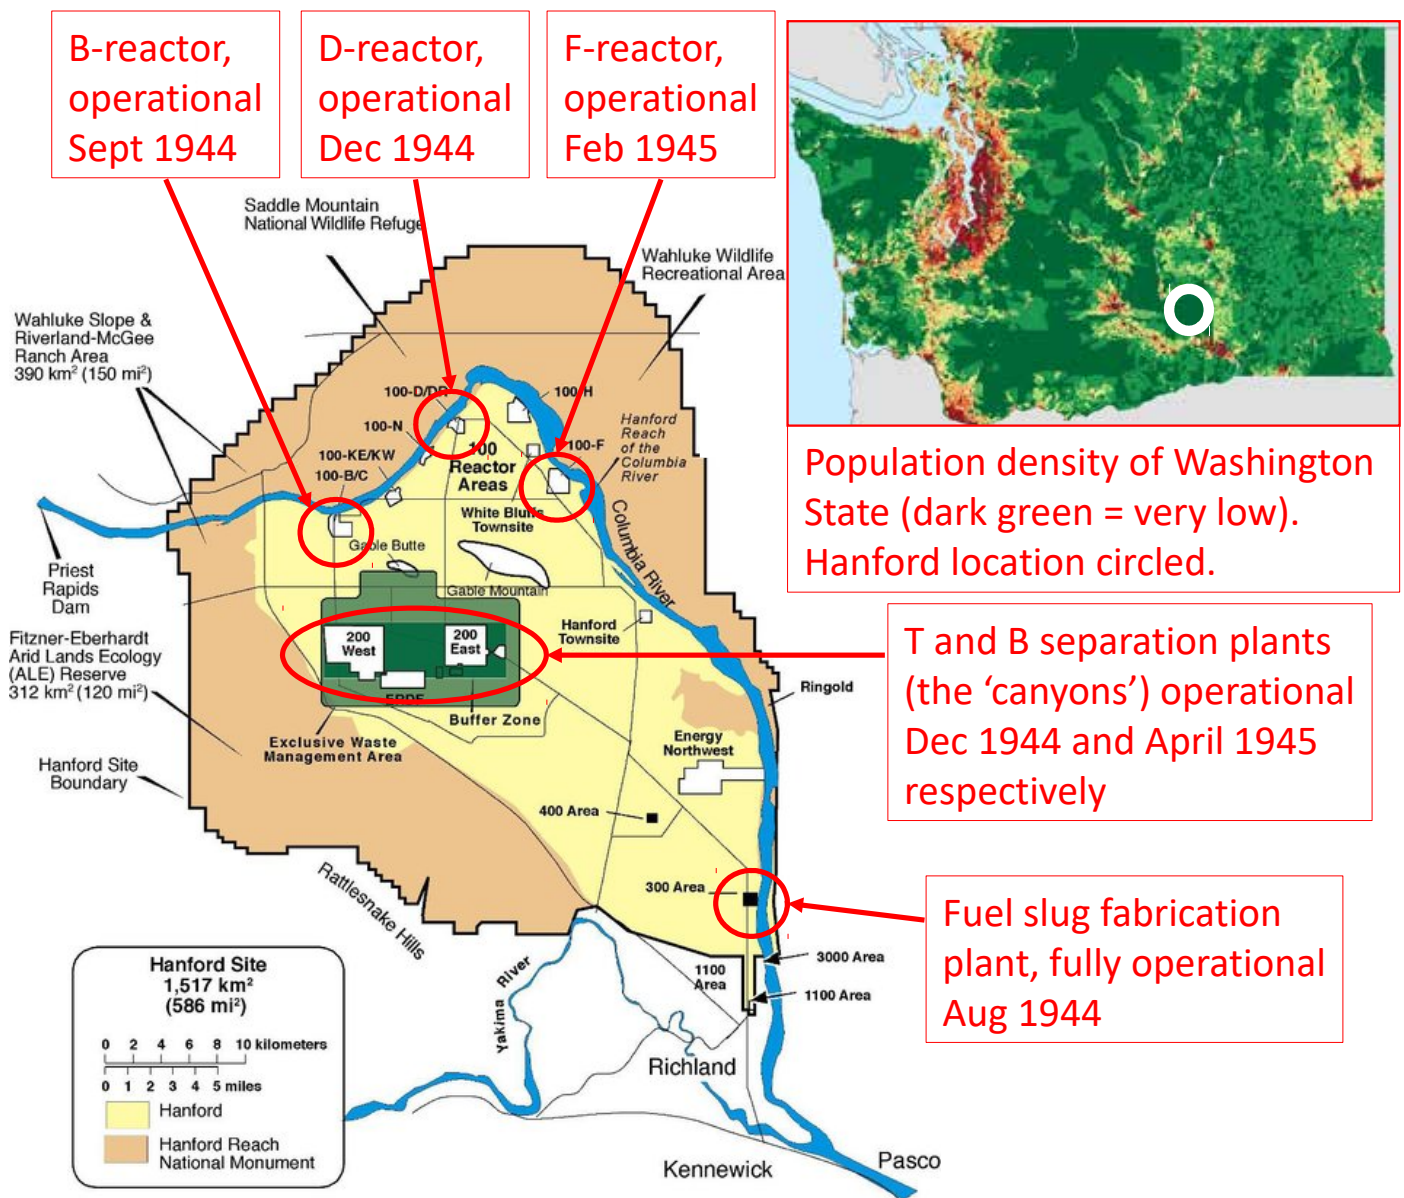 B-reactor,
operational
Sept 1944
D-reactor,
operational
Dec 1944
F-reactor,
operational
Feb 1945
Saddle Mountain
National Wildlife Refuge
Wahluke Wildlife
Recreational Area
Wahluke Slope &
Riverland-McGee
Ranch Area
390 km² (150 mi²)
100-D/DR
100-H
100-N
100-KE/KW
100-B/C
100
Reactor
Areas
100-F
Hanford
Reach
of the
Columbia
River
White Bluffs
Townsite
Gable Butte
Gable Mountain
Columbia River
Priest
Rapids
Dam
Population density of Washington
State (dark green = very low).
Hanford location circled.
Fitzner-Eberhardt
Arid Lands Ecology
(ALE) Reserve
312 km² (120 mi²)
200
West
200
East
ERDF
Buffer Zone
Hanford
Townsite
T and B separation plants
(the ‘canyons’) operational
Dec 1944 and April 1945
respectively
Ringold
Exclusive Waste
Management Area
Energy
Northwest
Hanford Site
Boundary
400 Area
300 Area
Rattlesnake Hills
Fuel slug fabrication
plant, fully operational
Aug 1944
1100
Area
3000 Area
1100 Area
Yakima River
Richland
Kennewick
Pasco
Hanford Site
1,517 km²
(586 mi²)
0 2 4 6 8 10 kilometers
0 1 2 3 4 5 miles
Hanford
Hanford Reach
National Monument